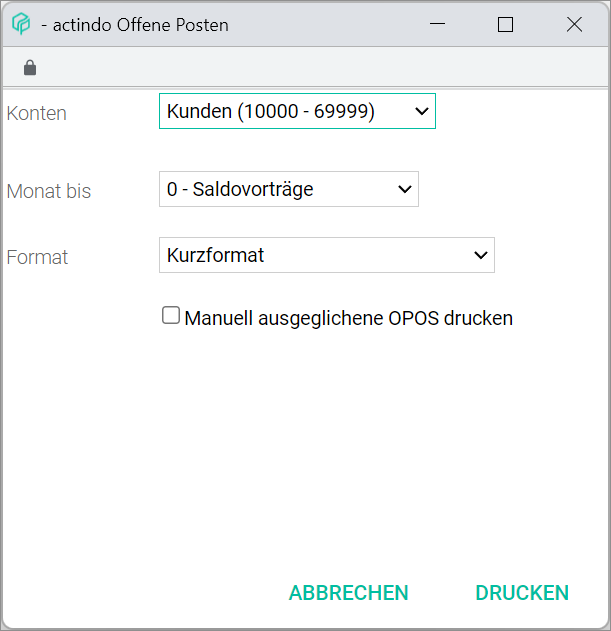 - actindo Offene Posten
Konten Kunden (10000 - 69999)
Monat bis 0 - Saldovorträge
Format Kurzformat
Manuell ausgeglichene OPOS drucken
ABBRECHEN DRUCKEN